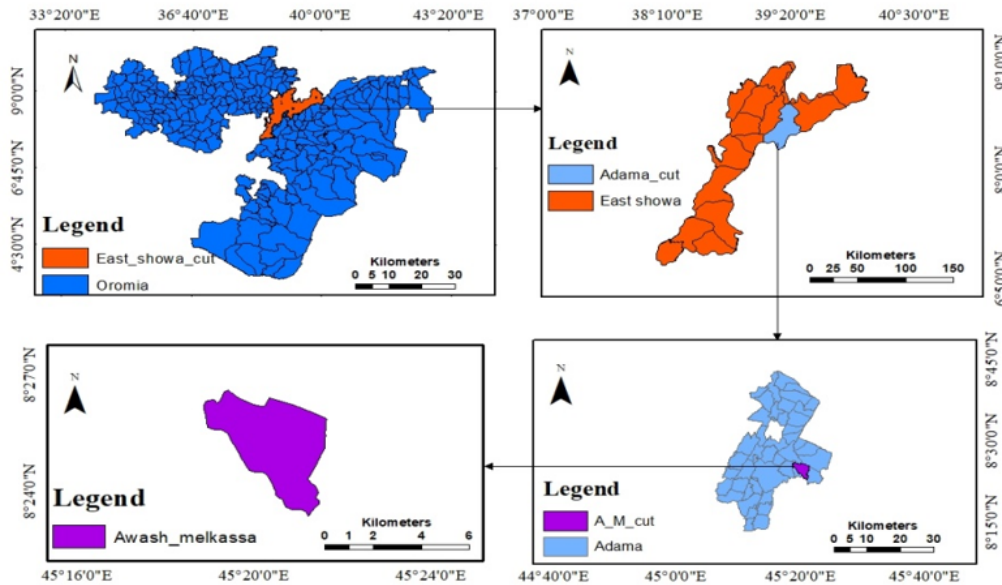 33°20'0"E 36°40'0"E 40°0'0"E 43°20'0"E
9°0'0"N
6°45'0"N
4°30'0"N
N
Legend
East_showa_cut
Oromia
Kilometers
0 5 10 20 30
37°0'0"E 38°10'0"E 39°20'0"E 40°30'0"E
N
Legend
Adama_cut
East showa
Kilometers
0 25 50 100 150
8°0'0"N
8°27'0"N
8°24'0"N
N
Legend
Awash_melkassa
Kilometers
0 1 2 4 6
45°16'0"E 45°20'0"E 45°24'0"E
N
Legend
A_M_cut
Adama
Kilometers
0 5 10 20 30
8°45'0"N
8°30'0"N
8°15'0"N
44°40'0"E 45°0'0"E 45°20'0"E 45°40'0"E